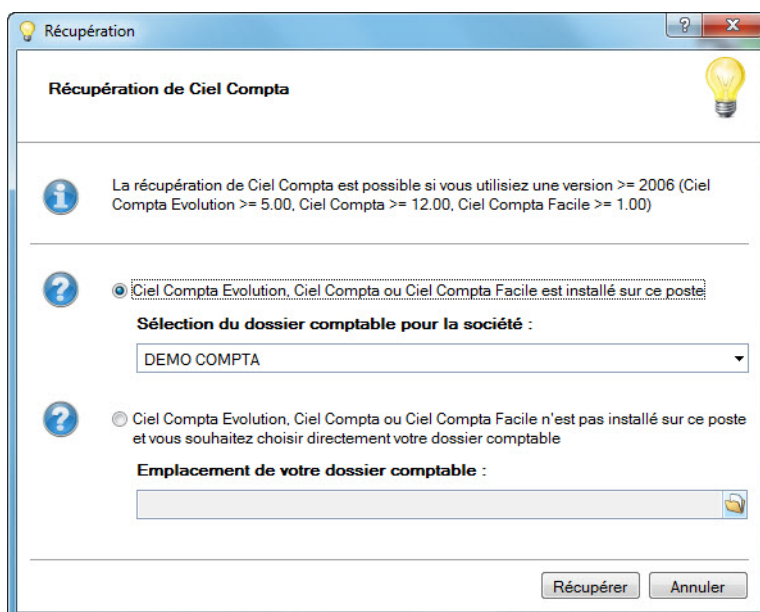 Récupération
?
X
Récupération de Ciel Compta
La récupération de Ciel Compta est possible si vous utilisiez une version >= 2006 (Ciel
Compta Evolution >= 5.00, Ciel Compta >= 12.00, Ciel Compta Facile >= 1.00)
Ciel Compta Evolution, Ciel Compta ou Ciel Compta Facile est installé sur ce poste
Sélection du dossier comptable pour la société :
DEMO COMPTA
Ciel Compta Evolution, Ciel Compta ou Ciel Compta Facile n'est pas installé sur ce poste
et vous souhaitez choisir directement votre dossier comptable
Emplacement de votre dossier comptable :
Récupérer
Annuler